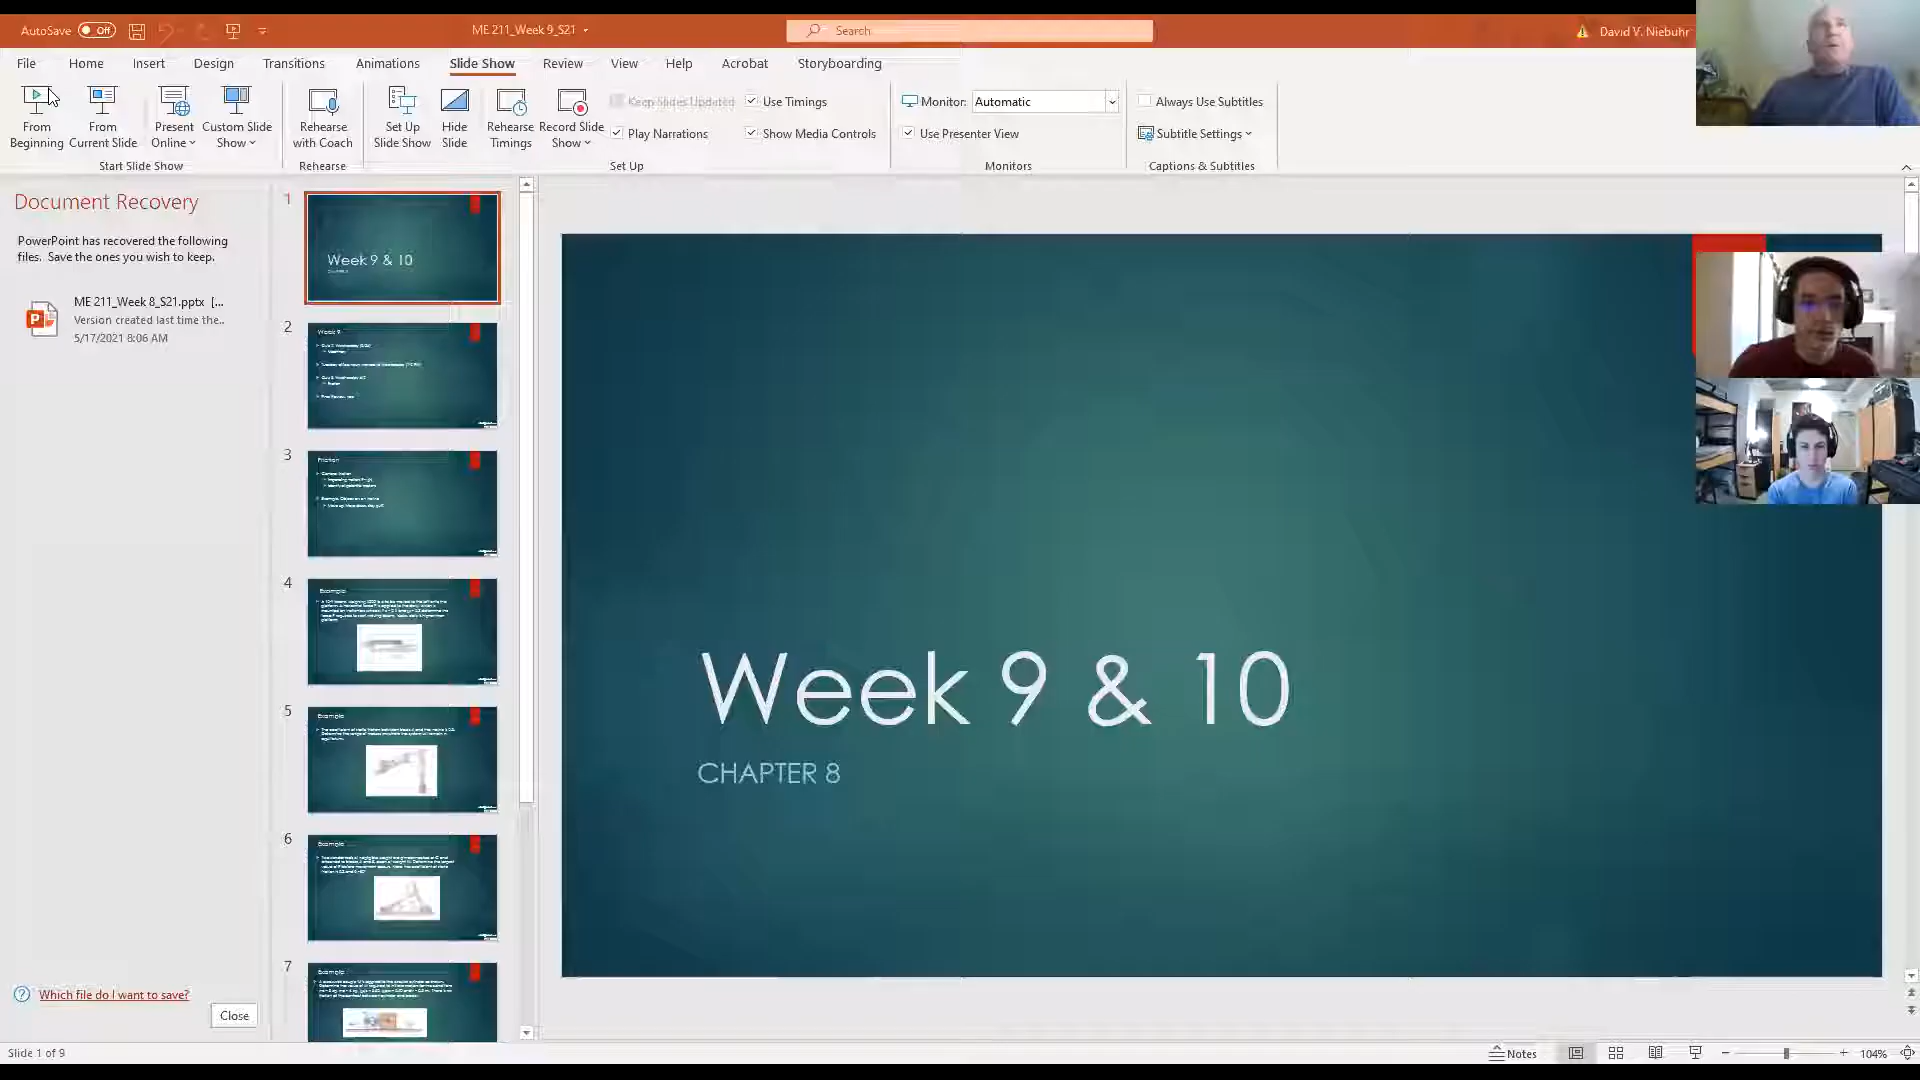 AutoSave Off
ME 211_Week 9_S21
Search
David V. Niebuhr
File Home Insert Design Transitions Animations Slide Show Review View Help Acrobat Storyboarding
From Beginning
From Current Slide
Present Online
Custom Slide Show
Rehearse with Coach
Set Up Slide Show
Hide Slide
Rehearse Timings
Record Slide Show
Keep Slides Updated
Use Timings
Play Narrations
Show Media Controls
Monitor: Automatic
Use Presenter View
Always Use Subtitles
Subtitle Settings
Start Slide Show
Rehearse
Set Up
Monitors
Captions & Subtitles
Document Recovery
PowerPoint has recovered the following
files. Save the ones you wish to keep.
ME 211_Week 8_S21.pptx [...
Version created last time the..
5/17/2021 8:06 AM
Which file do I want to save?
Close
1
Week 9 & 10
2
Week 9
3
Friction
4
Example
5
Example
6
Example
7
Example
Week 9 & 10
CHAPTER 8
Slide 1 of 9
Notes
104%